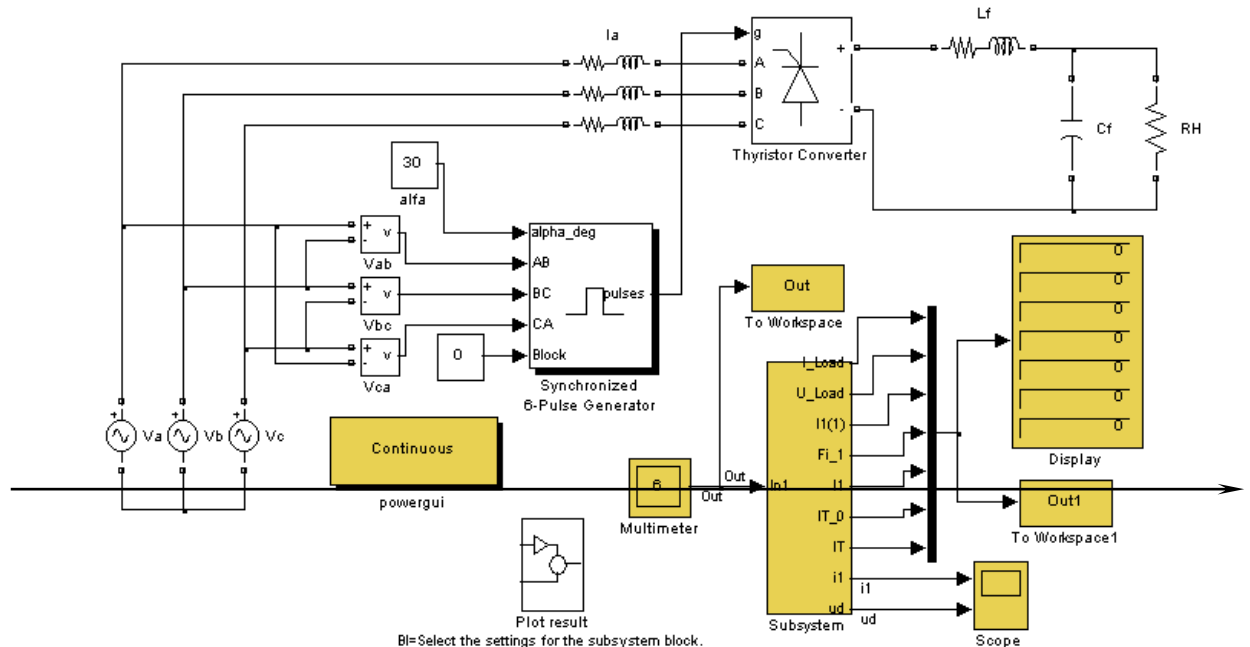 Ia
Lf
g
A
B
C
+
-
Thyristor Converter
Cf
RH
30
alfa
+
-
v
Vab
+
-
v
Vbc
+
-
v
Vca
alpha_deg
AB
BC
CA
Block
pulses
0
Synchronized
6-Pulse Generator
Out
To Workspace
0
0
0
0
0
0
0
Display
I_Load
U_Load
I1(1)
Fi_1
I1
IT_0
IT
i1
ud
In1
Subsystem
i1
ud
+
Va
+
Vb
+
Vc
Continuous
powergui
6
Multimeter
Out
Out
Out1
To Workspace1
Scope
Plot result
BI=Select the settings for the subsystem block.